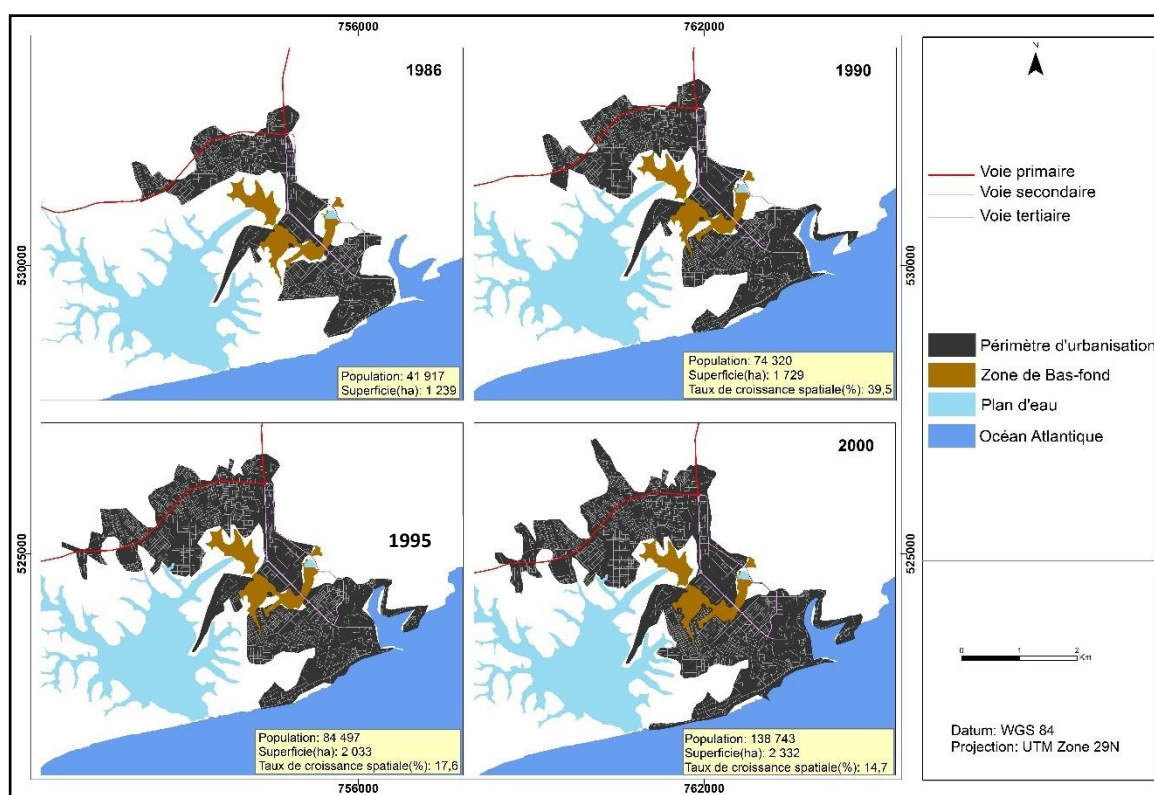 756000
762000
1986
1990
530000
530000
Population: 41 917
Superficie(ha): 1 239
Population: 74 320
Superficie(ha): 1 729
Taux de croissance spatiale(%): 39,5
1995
2000
525000
525000
Population: 84 497
Superficie(ha): 2 033
Taux de croissance spatiale(%): 17,6
Population: 138 743
Superficie(ha): 2 332
Taux de croissance spatiale(%): 14,7
756000
762000
N
Voie primaire
Voie secondaire
Voie tertiaire
Périmètre d'urbanisation
Zone de Bas-fond
Plan d'eau
Océan Atlantique
0 1 2
Km
Datum: WGS 84
Projection: UTM Zone 29N